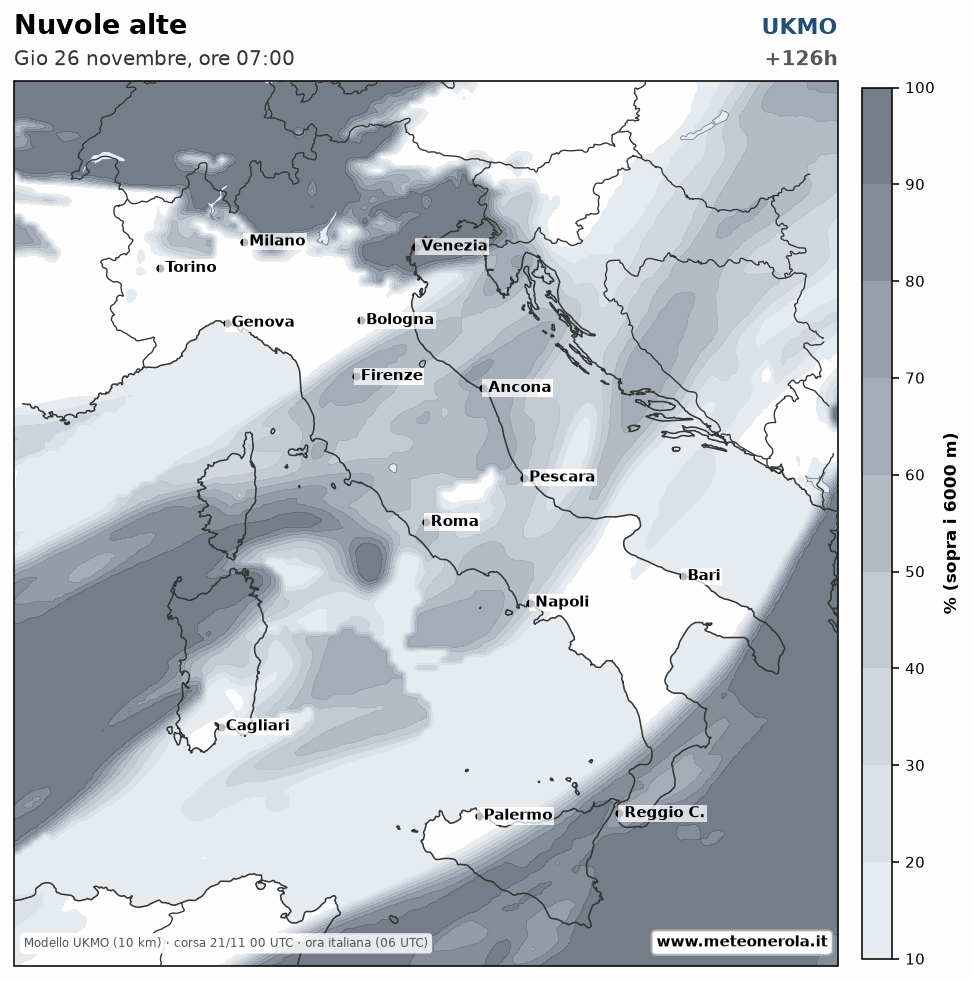 Nuvole alte
UKMO
Gio 26 novembre, ore 07:00
+126h
100
90
80
70
60
50
40
30
20
10
% (sopra i 6000 m)
Milano
Venezia
Torino
Genova
Bologna
Firenze
Ancona
Pescara
Roma
Bari
Napoli
Cagliari
Palermo
Reggio C.
Modello UKMO (10 km) · corsa 21/11 00 UTC · ora italiana (06 UTC)
www.meteonerola.it